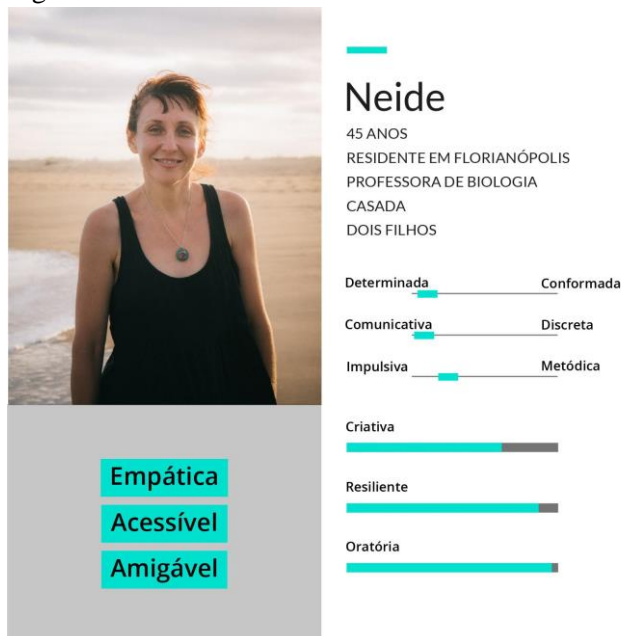 Neide
45 ANOS
RESIDENTE EM FLORIANÓPOLIS
PROFESSORA DE BIOLOGIA
CASADA
DOIS FILHOS
Determinada Conformada
Comunicativa Discreta
Impulsiva Metódica
Criativa
Resiliente
Oratória
Empática
Acessível
Amigável